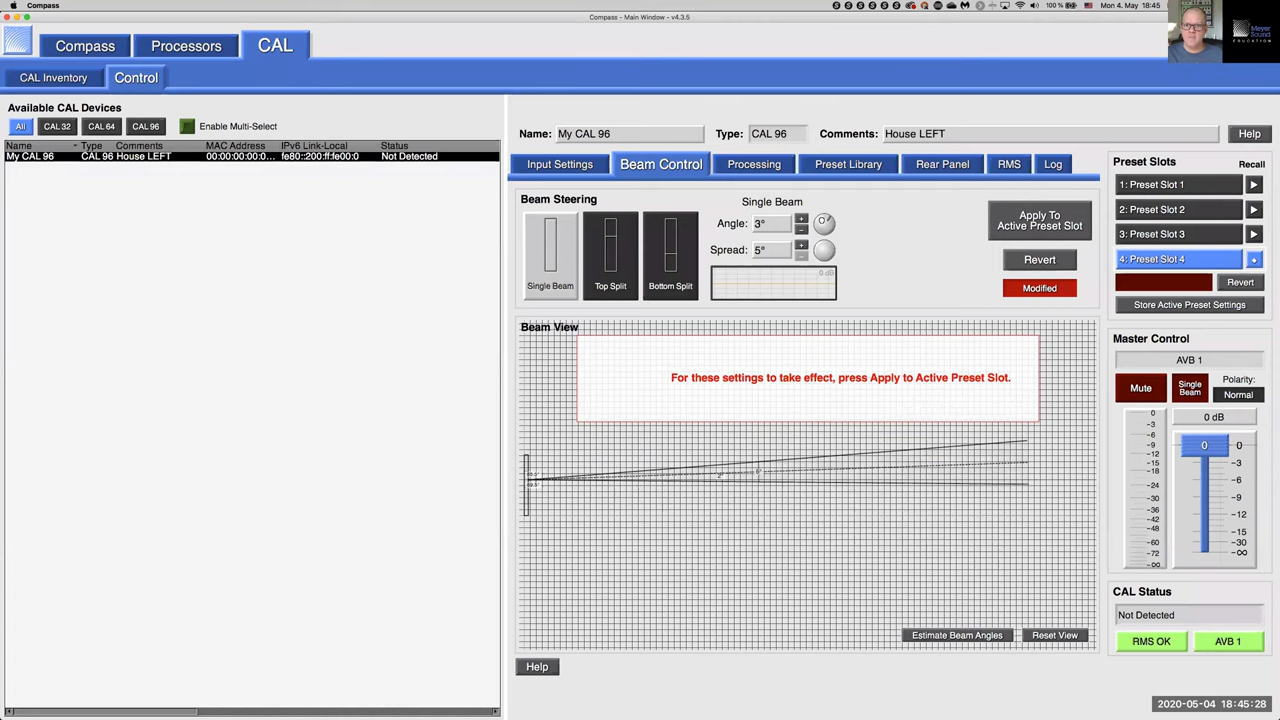 Compass
100 %
Mon 4. May 18:45
Compass – Main Window – v4.3.5
Meyer Sound
EDUCATION
Compass
Processors
CAL
CAL Inventory
Control
Available CAL Devices
All
CAL 32
CAL 64
CAL 96
Enable Multi-Select
Name
Type
Comments
MAC Address
IPv6 Link-Local
Status
My CAL 96
CAL 96
House LEFT
00:00:00:00:0...
fe80::200:ff:fe00:0
Not Detected
Name:
My CAL 96
Type:
CAL 96
Comments:
House LEFT
Help
Input Settings
Beam Control
Processing
Preset Library
Rear Panel
RMS
Log
Beam Steering
Single Beam
Top Split
Bottom Split
Single Beam
Angle:
3°
+
–
Spread:
5°
+
–
0 dB
Apply To
Active Preset Slot
Revert
Modified
Beam View
For these settings to take effect, press Apply to Active Preset Slot.
Estimate Beam Angles
Reset View
Help
Preset Slots
Recall
1: Preset Slot 1
2: Preset Slot 2
3: Preset Slot 3
4: Preset Slot 4
Revert
Store Active Preset Settings
Master Control
AVB 1
Mute
Single
Beam
Polarity:
Normal
0 dB
0
-3
-6
-9
-12
-15
-18
-24
-30
-36
-42
-48
-60
-72
-∞
0
0
-3
-6
-9
-12
-15
-30
-∞
CAL Status
Not Detected
RMS OK
AVB 1
2020-05-04 18:45:28